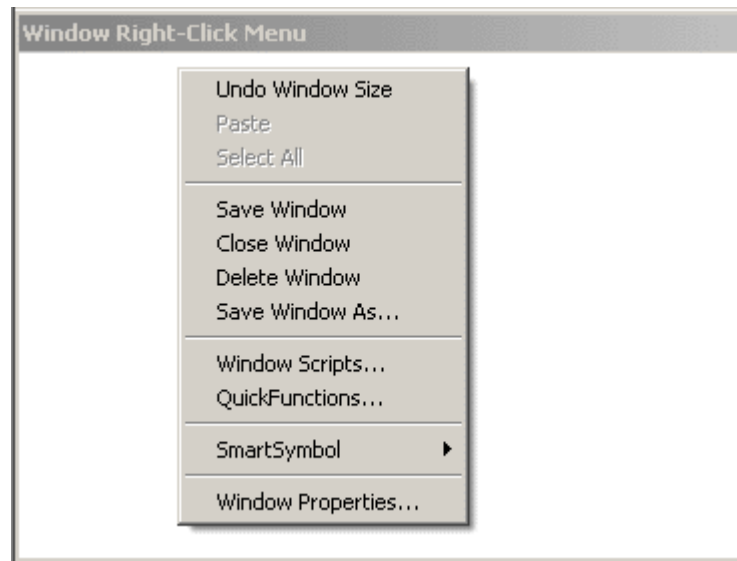 Window Right-Click Menu
Undo Window Size
Paste
Select All
Save Window
Close Window
Delete Window
Save Window As...
Window Scripts...
QuickFunctions...
SmartSymbol
Window Properties...